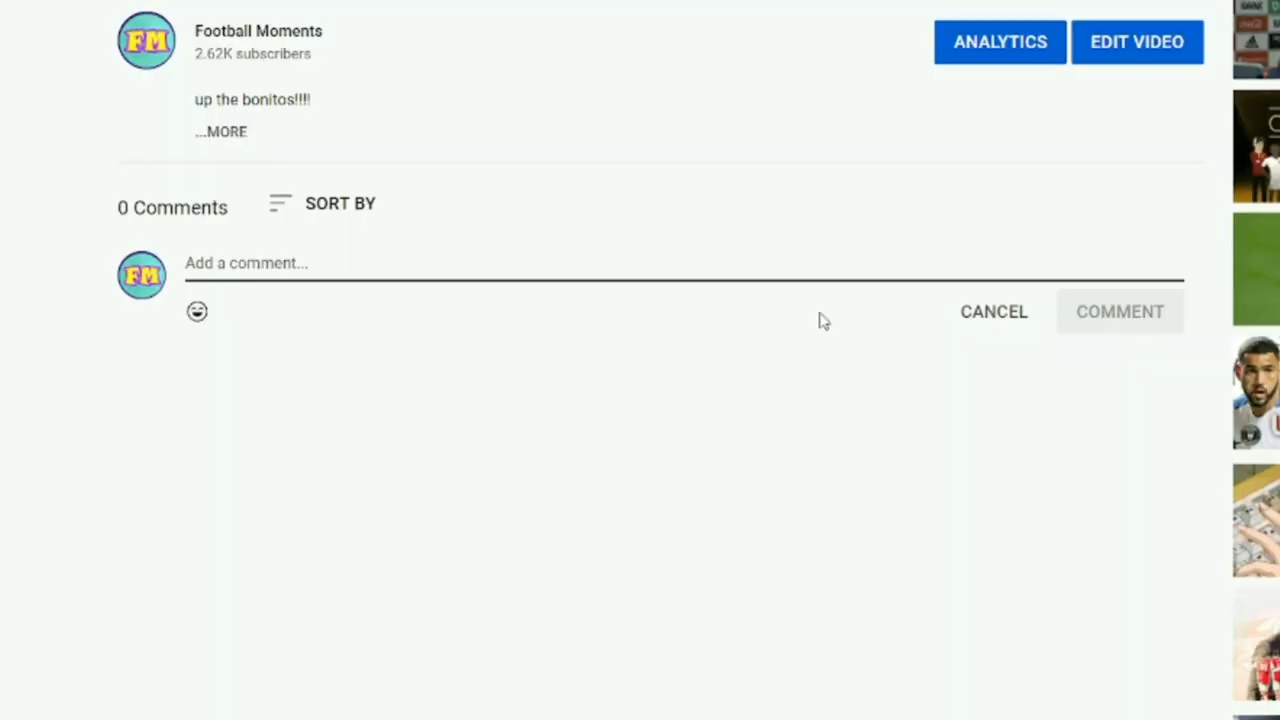 FM
Football Moments
2.62K subscribers
ANALYTICS
EDIT VIDEO
up the bonitos!!!!
...MORE
0 Comments
SORT BY
FM
Add a comment...
CANCEL
COMMENT